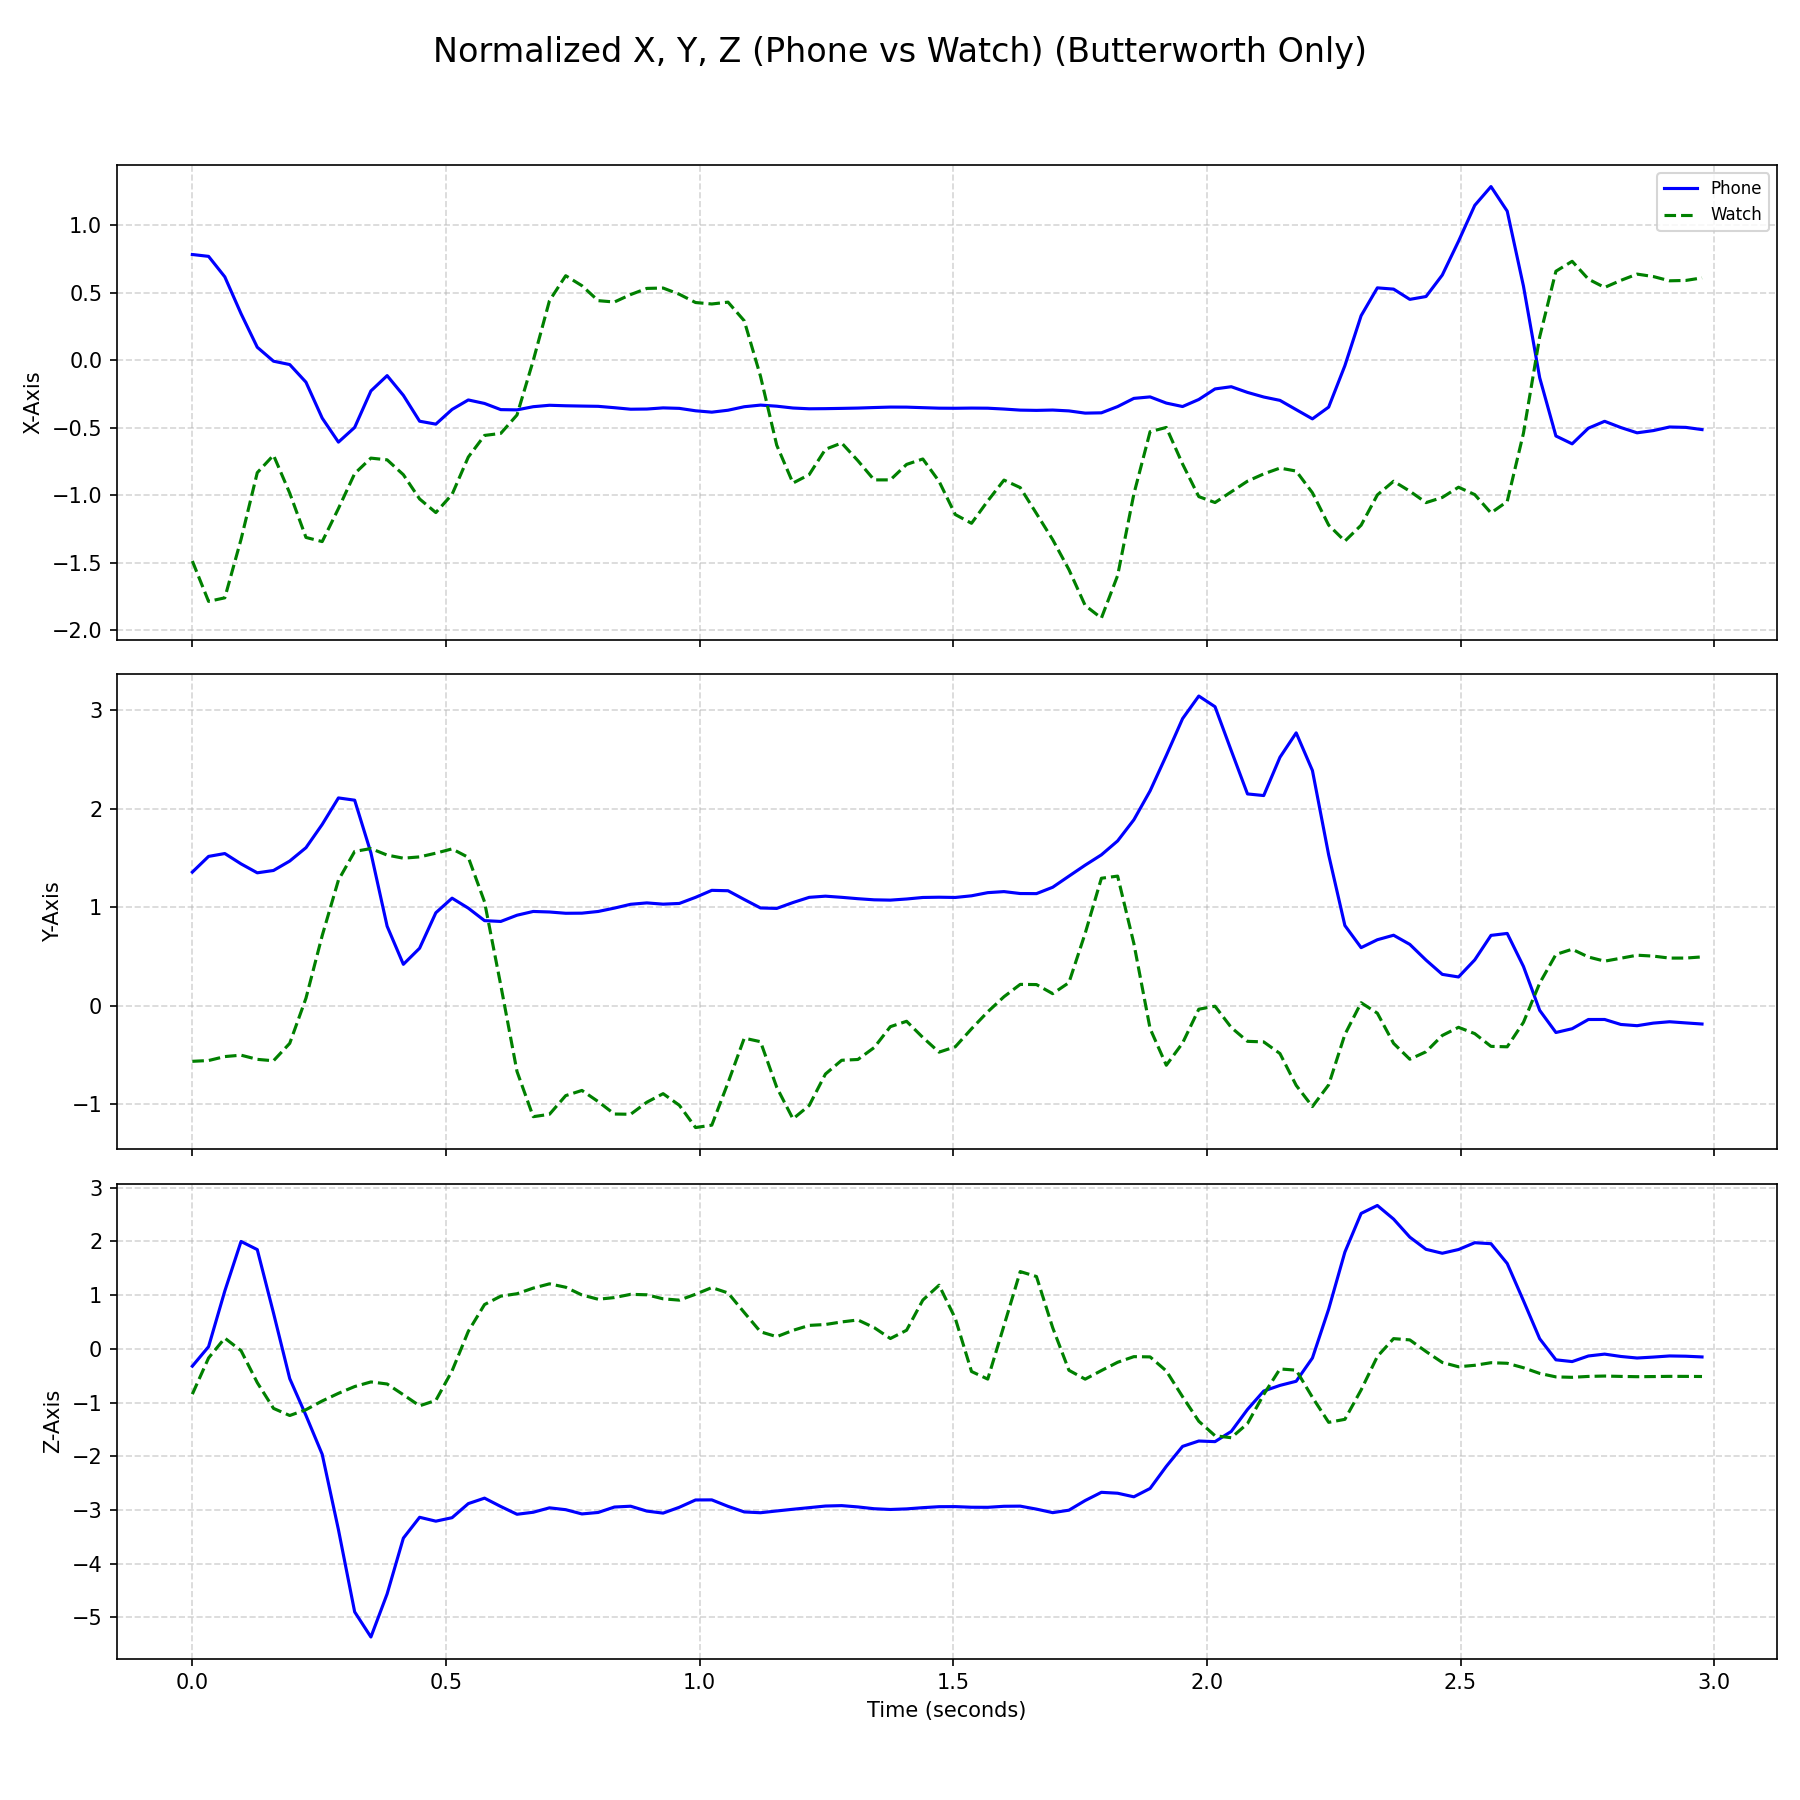 Normalized X, Y, Z (Phone vs Watch) (Butterworth Only)
Phone
Watch
X-Axis
1.0
0.5
0.0
−0.5
−1.0
−1.5
−2.0
Y-Axis
3
2
1
0
−1
Z-Axis
3
2
1
0
−1
−2
−3
−4
−5
0.0 0.5 1.0 1.5 2.0 2.5 3.0
Time (seconds)